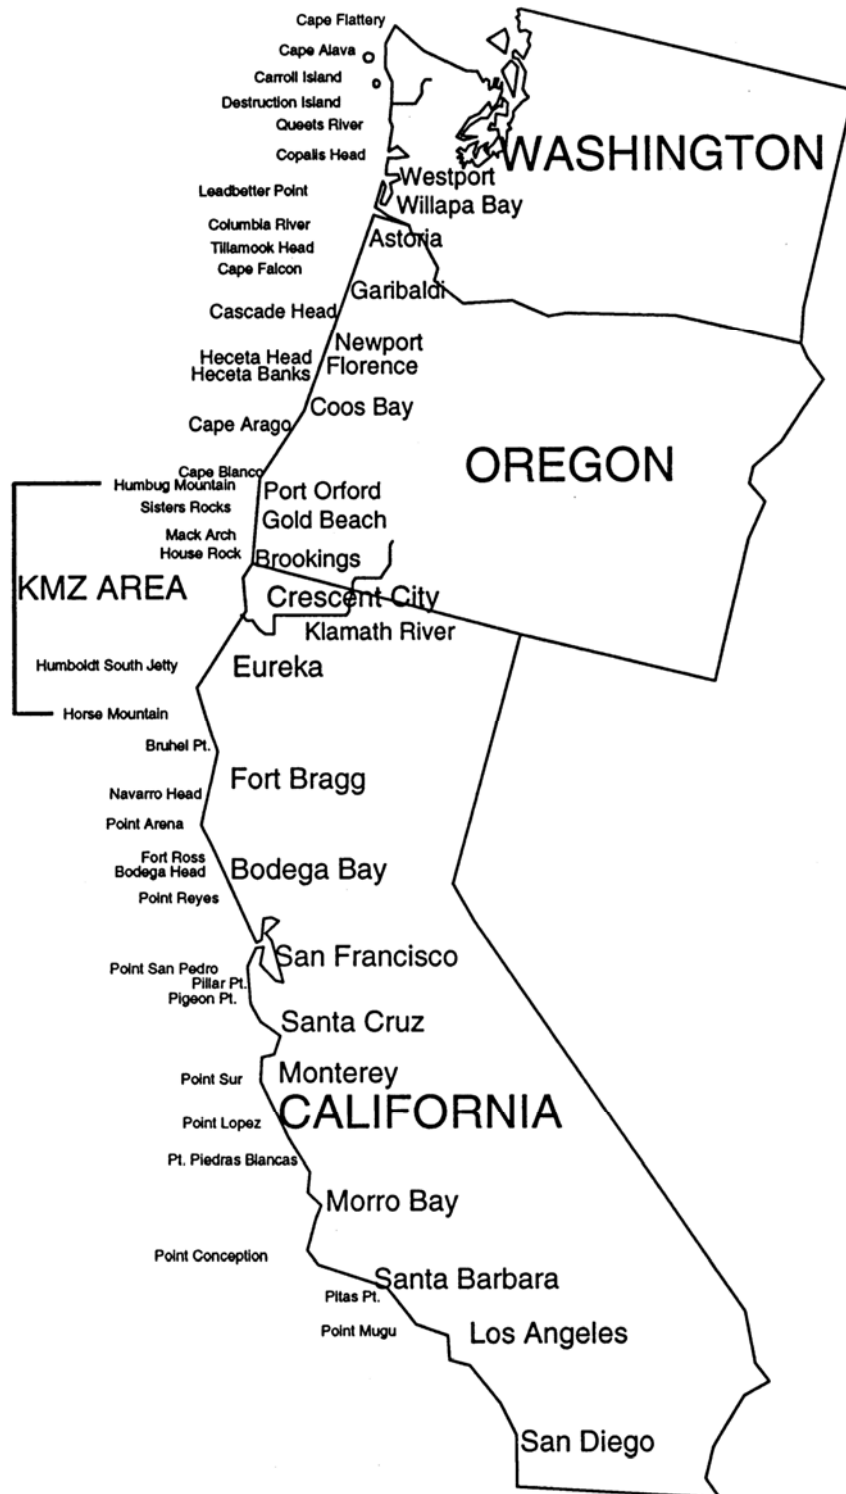 Cape Flattery
Cape Alava
Carroll Island
Destruction Island
Queets River
Copalis Head
WASHINGTON
Westport
Leadbetter Point
Willapa Bay
Columbia River
Astoria
Tillamook Head
Cape Falcon
Garibaldi
Cascade Head
Newport
Heceta Head
Florence
Heceta Banks
Coos Bay
Cape Arago
OREGON
Cape Blanco
Humbug Mountain
Port Orford
Sisters Rocks
Gold Beach
Mack Arch
House Rock
Brookings
KMZ AREA
Crescent City
Klamath River
Humboldt South Jetty
Eureka
Horse Mountain
Bruhel Pt.
Fort Bragg
Navarro Head
Point Arena
Fort Ross
Bodega Head
Bodega Bay
Point Reyes
San Francisco
Point San Pedro
Pillar Pt.
Pigeon Pt.
Santa Cruz
Monterey
Point Sur
CALIFORNIA
Point Lopez
Pt. Piedras Blancas
Morro Bay
Point Conception
Santa Barbara
Pitas Pt.
Point Mugu
Los Angeles
San Diego